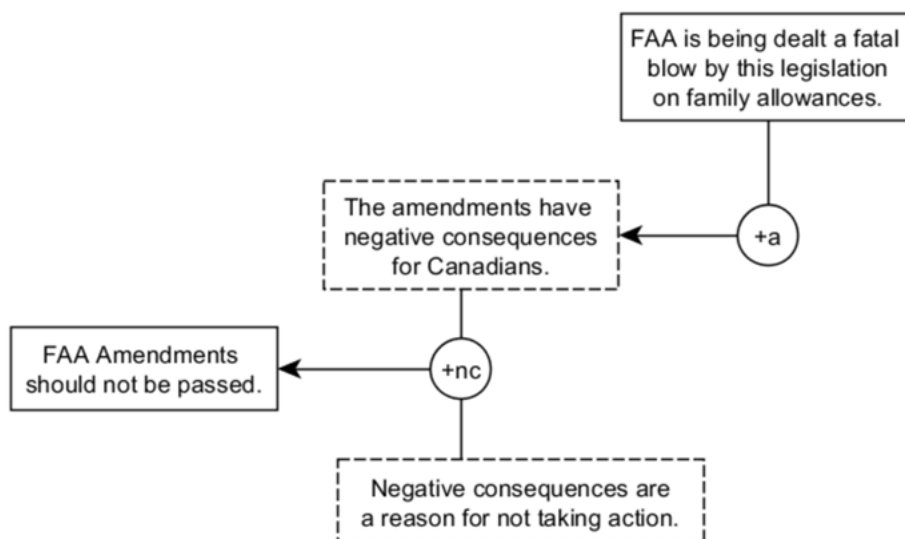 FAA is being dealt a fatal
blow by this legislation
on family allowances.
The amendments have
negative consequences
for Canadians.
+a
FAA Amendments
should not be passed.
+nc
Negative consequences are
a reason for not taking action.